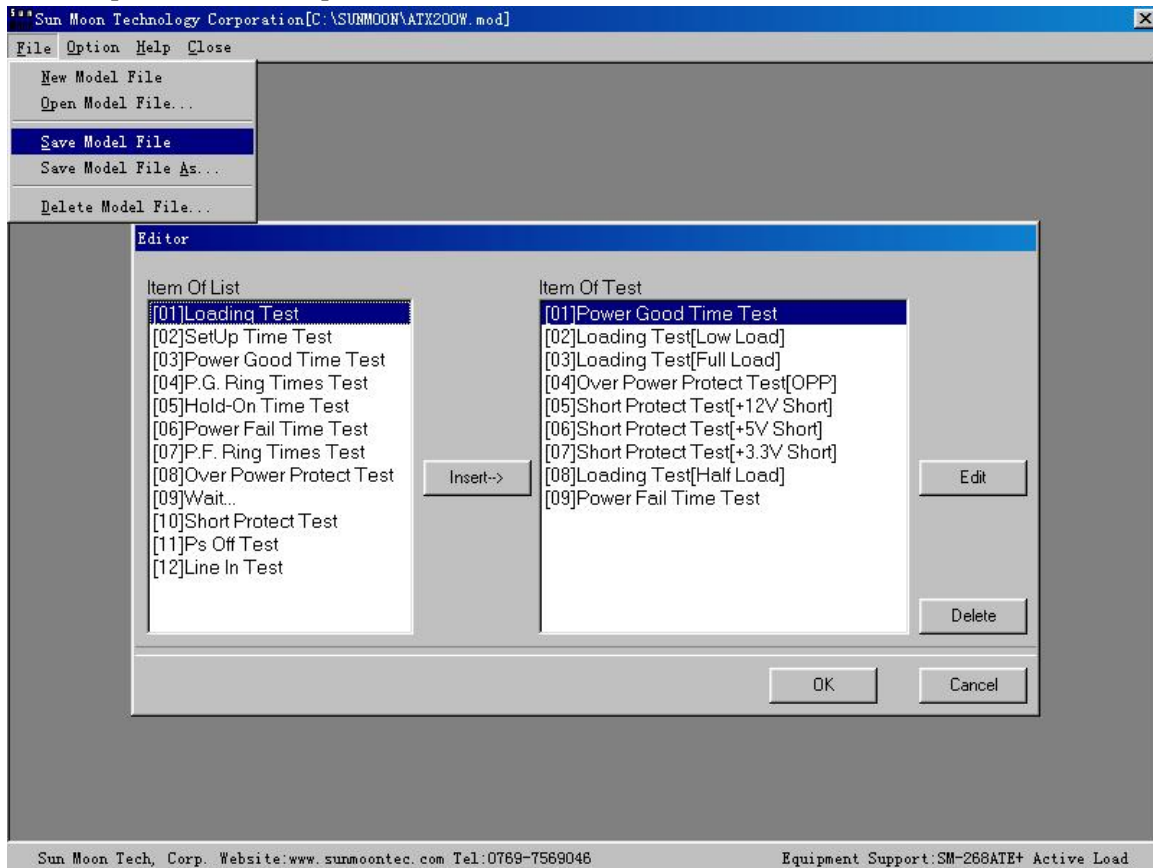 Sun Moon Technology Corporation[C:\SUNMOON\ATX200W.mod]
File Option Help Close
New Model File
Open Model File...
Save Model File
Save Model File As...
Delete Model File...
Editor
Item Of List
[01]Loading Test
[02]SetUp Time Test
[03]Power Good Time Test
[04]P.G. Ring Times Test
[05]Hold-On Time Test
[06]Power Fail Time Test
[07]P.F. Ring Times Test
[08]Over Power Protect Test
[09]Wait...
[10]Short Protect Test
[11]Ps Off Test
[12]Line In Test
Insert-->
Item Of Test
[01]Power Good Time Test
[02]Loading Test[Low Load]
[03]Loading Test[Full Load]
[04]Over Power Protect Test[OPP]
[05]Short Protect Test[+12V Short]
[06]Short Protect Test[+5V Short]
[07]Short Protect Test[+3.3V Short]
[08]Loading Test[Half Load]
[09]Power Fail Time Test
Edit
Delete
OK
Cancel
Sun Moon Tech, Corp. Website:www.sunmoontec.com Tel:0769-7569046
Equipment Support:SM-268ATE+ Active Load